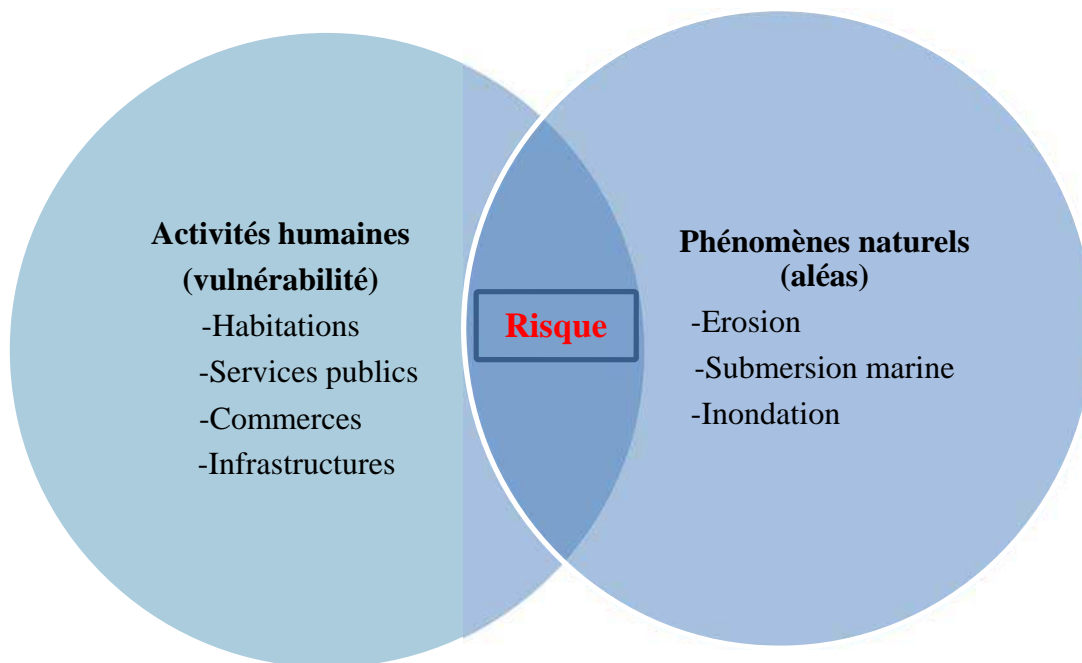 Activités humaines
(vulnérabilité)
-Habitations
-Services publics
-Commerces
-Infrastructures
Risque
Phénomènes naturels
(aléas)
-Erosion
-Submersion marine
-Inondation